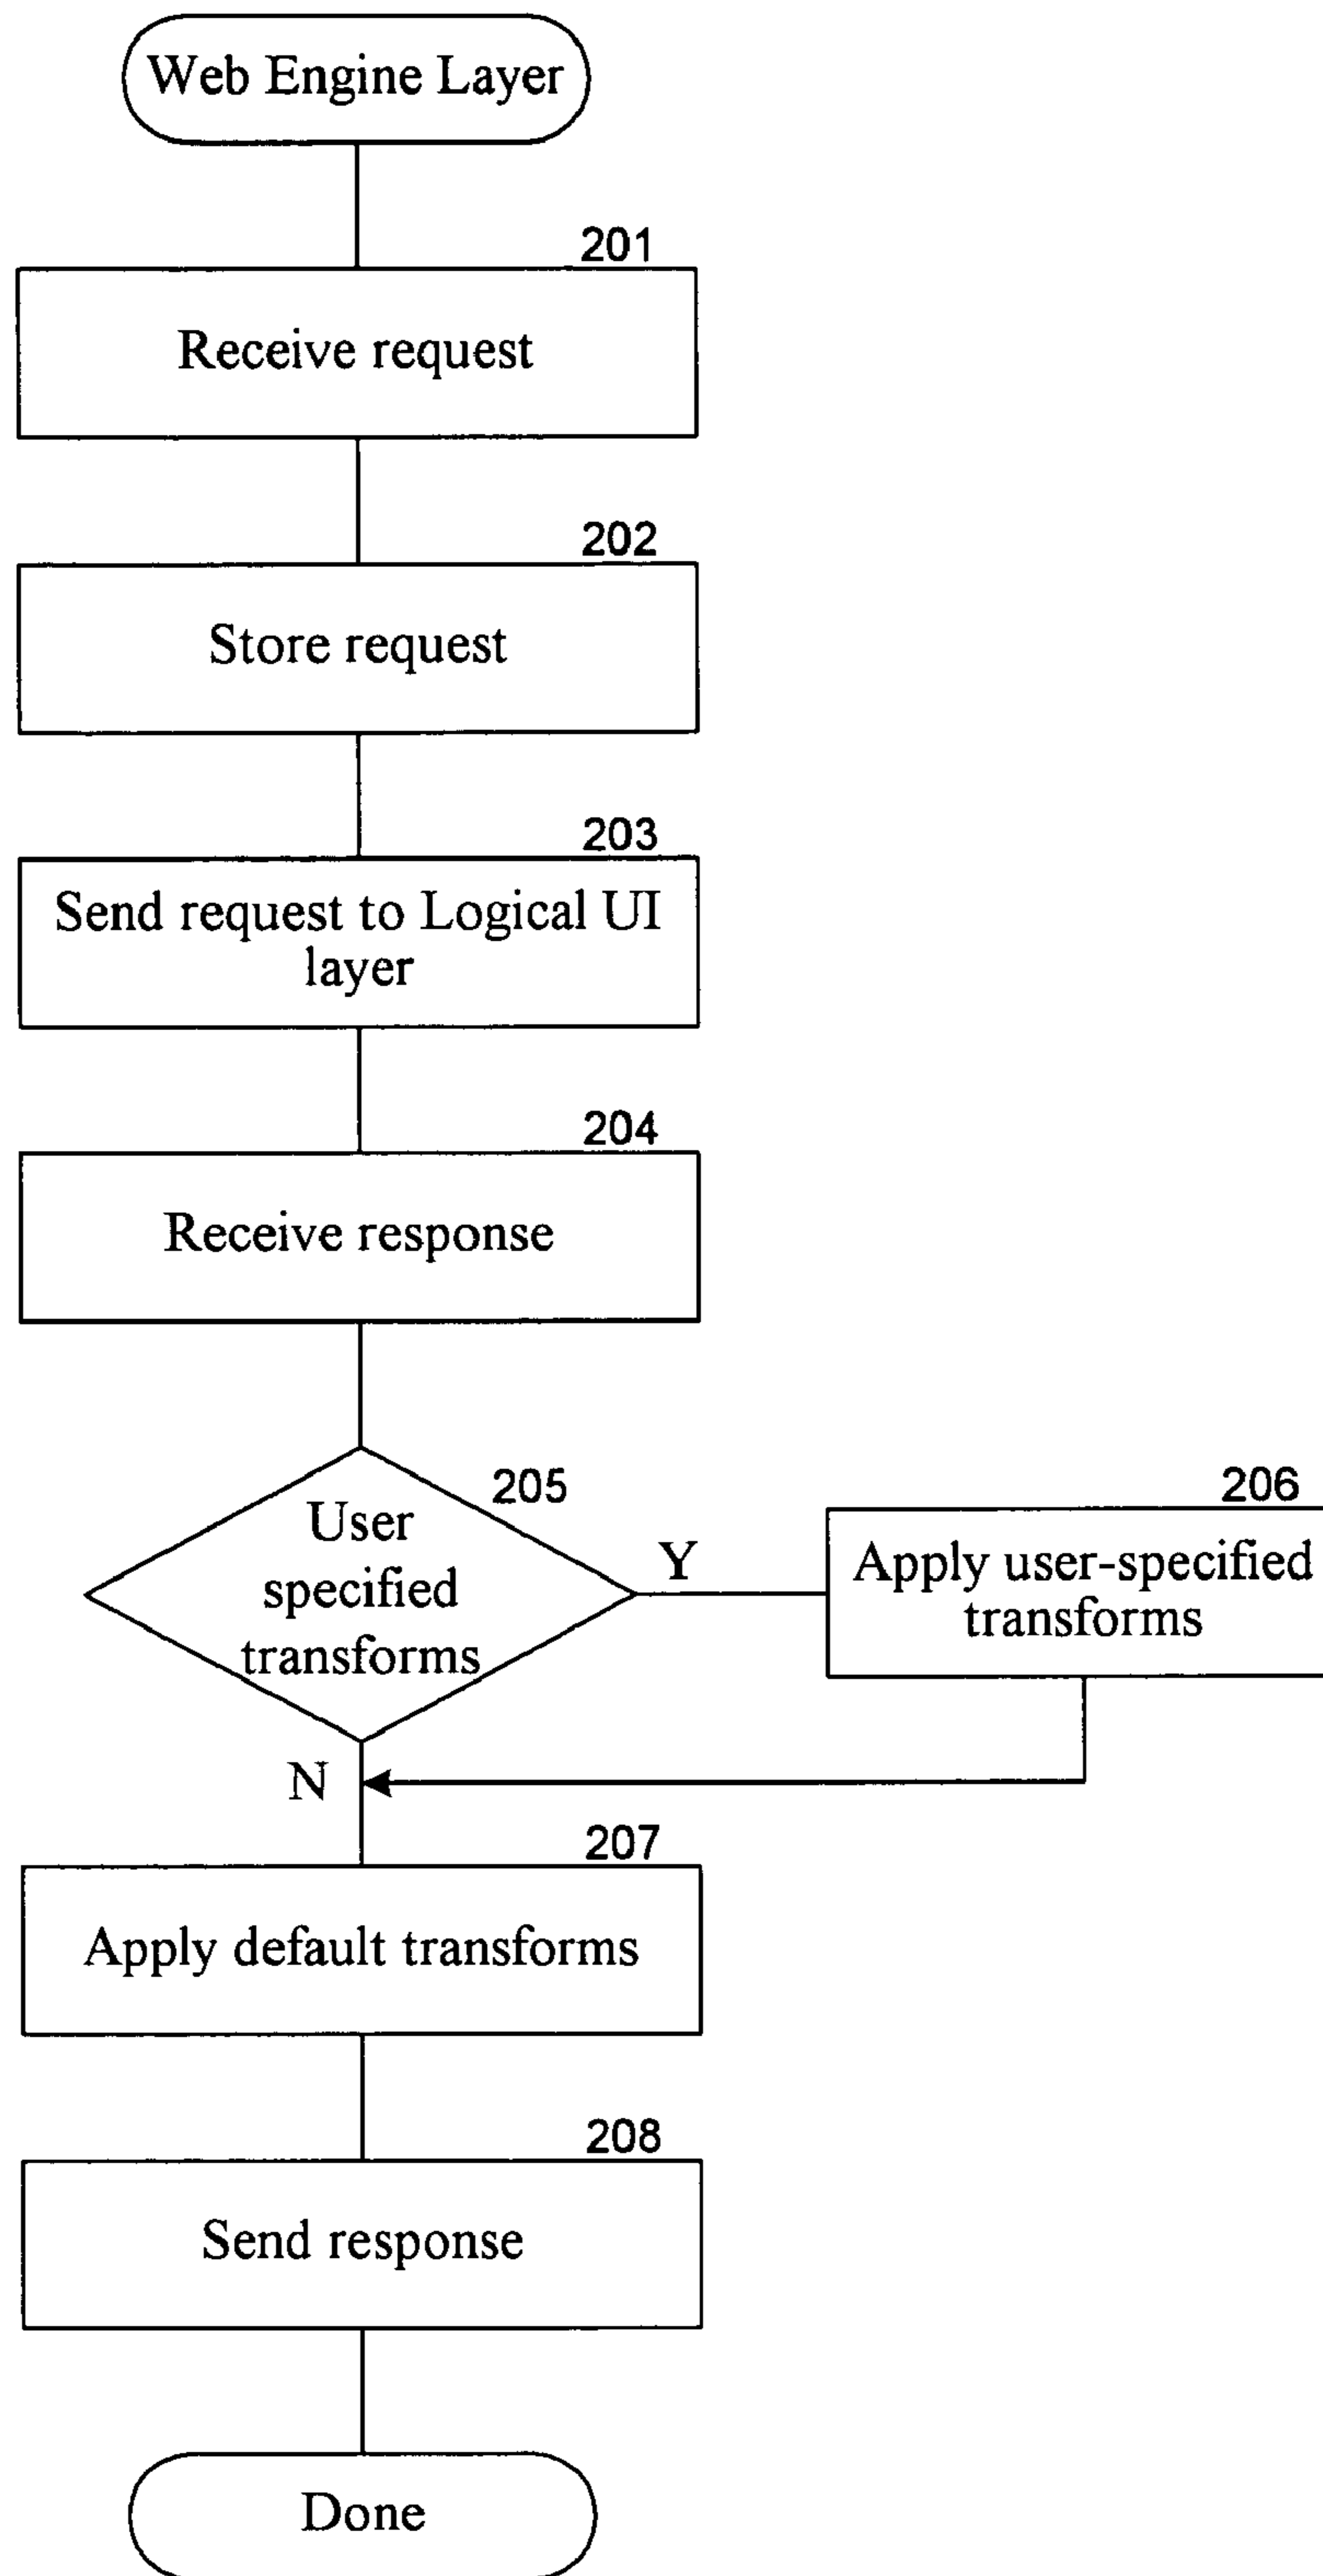 Web Engine Layer
201
Receive request
202
Store request
203
Send request to Logical UI
layer
204
Receive response
205
User
specified
transforms
Y
206
Apply user-specified
transforms
N
207
Apply default transforms
208
Send response
Done